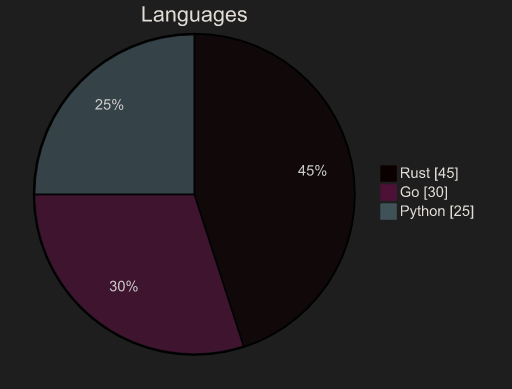 Languages
25%
45%
30%
Rust [45]
Go [30]
Python [25]